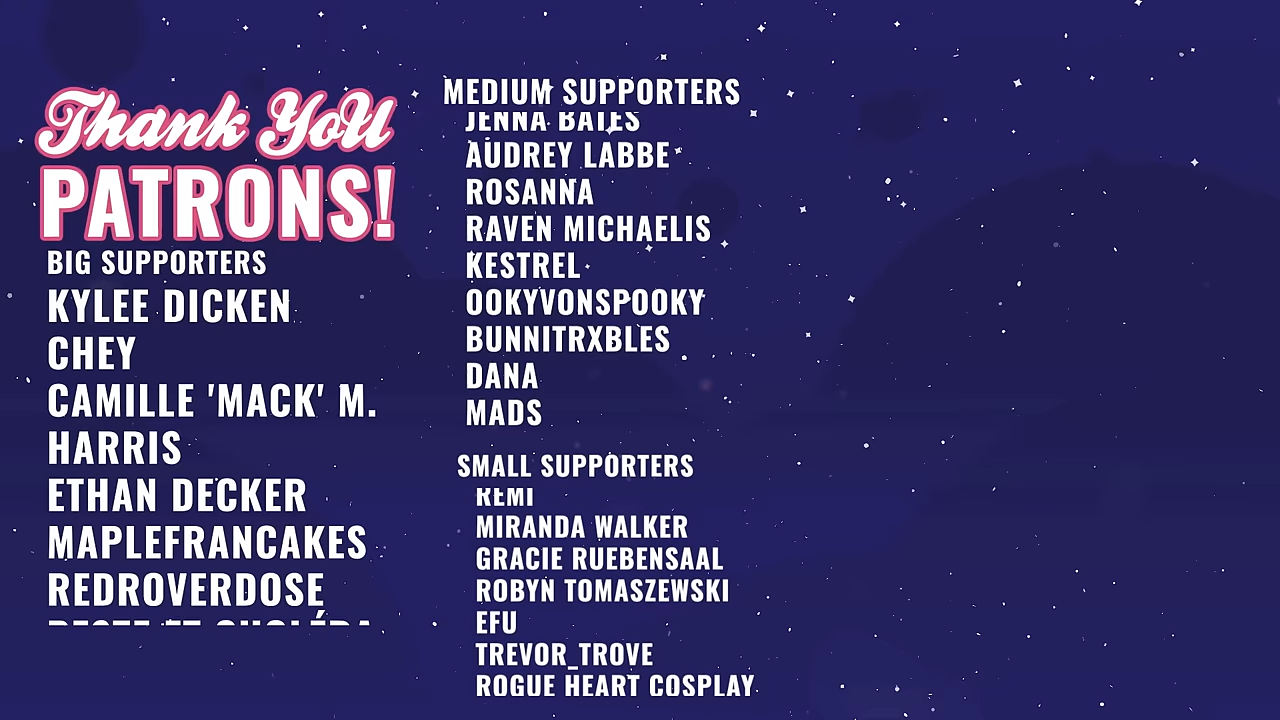 Thank You
PATRONS!
BIG SUPPORTERS
KYLEE DICKEN
CHEY
CAMILLE 'MACK' M.
HARRIS
ETHAN DECKER
MAPLEFRANCAKES
REDROVERDOSE
MEDIUM SUPPORTERS
JENNA BATES
AUDREY LABBE
ROSANNA
RAVEN MICHAELIS
KESTREL
OOKYVONSPOOKY
BUNNITRXBLES
DANA
MADS
SMALL SUPPORTERS
REMI
MIRANDA WALKER
GRACIE RUEBENSAAL
ROBYN TOMASZEWSKI
EFU
TREVOR_TROVE
ROGUE HEART COSPLAY